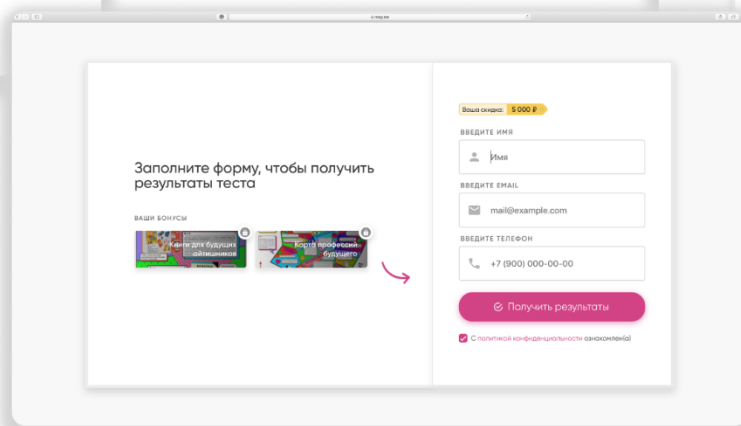 Заполните форму, чтобы получить
результаты теста
ВАШИ БОНУСЫ
Книги для будущих
айтишников
Карта профессий
будущего
Ваша скидка: 5 000 ₽
ВВЕДИТЕ ИМЯ
Имя
ВВЕДИТЕ EMAIL
mail@example.com
ВВЕДИТЕ ТЕЛЕФОН
+7 (900) 000-00-00
Получить результаты
С политикой конфиденциальности ознакомлен(а)